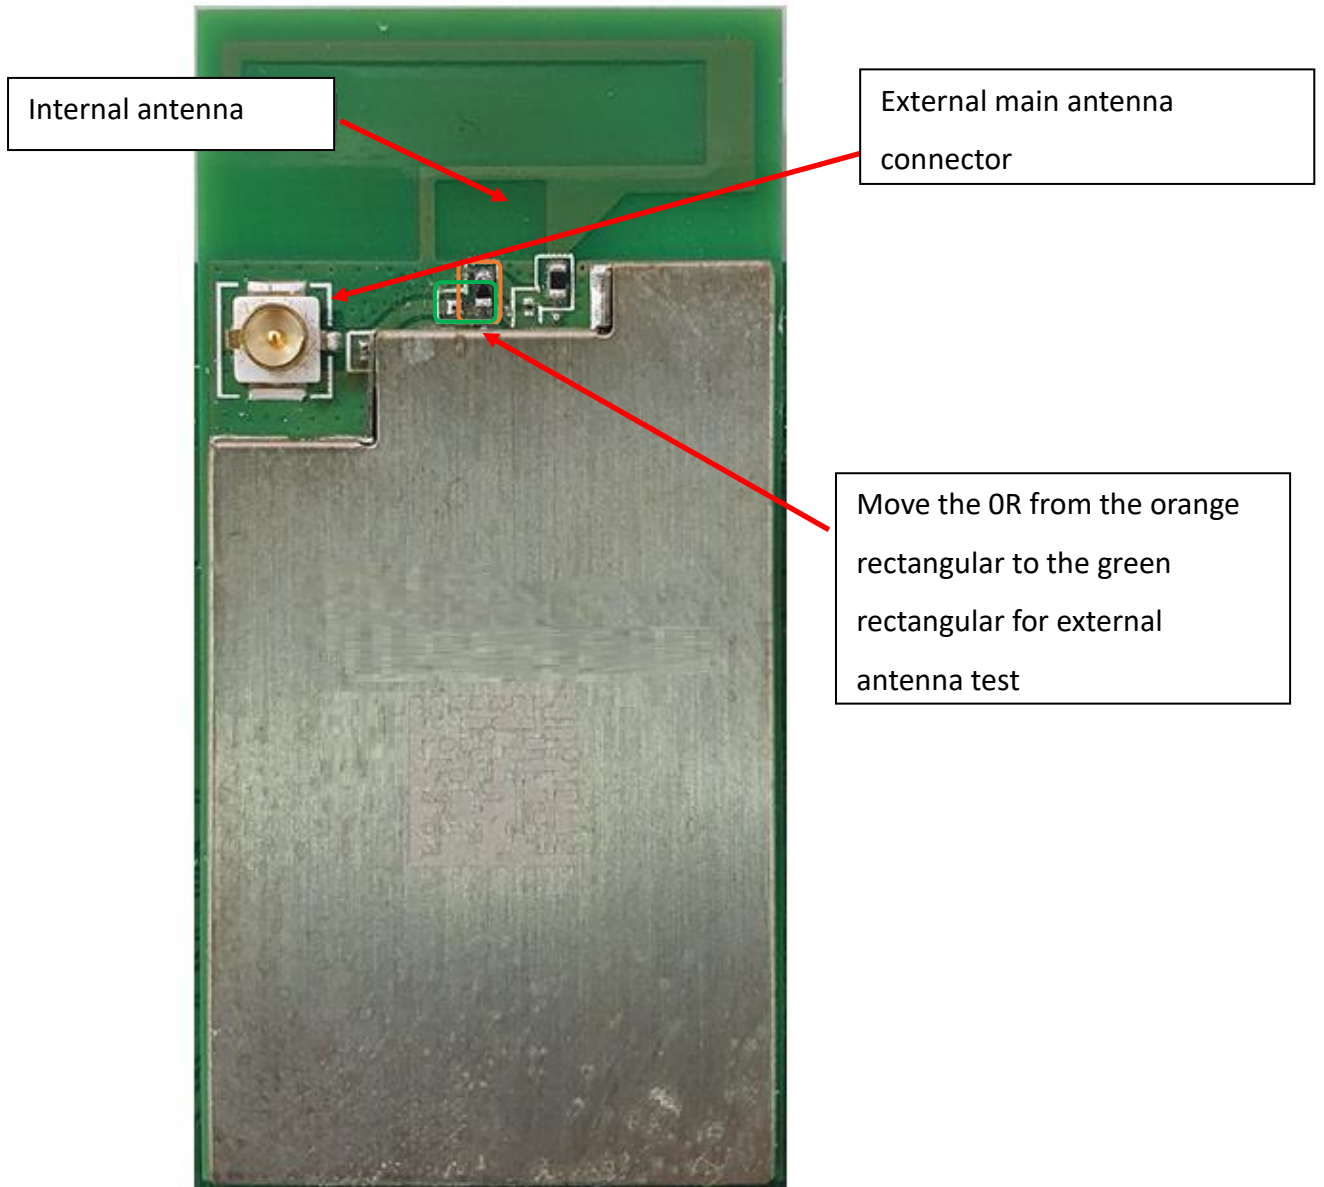 Internal antenna
External main antenna
connector
Move the 0R from the orange
rectangular to the green
rectangular for external
antenna test